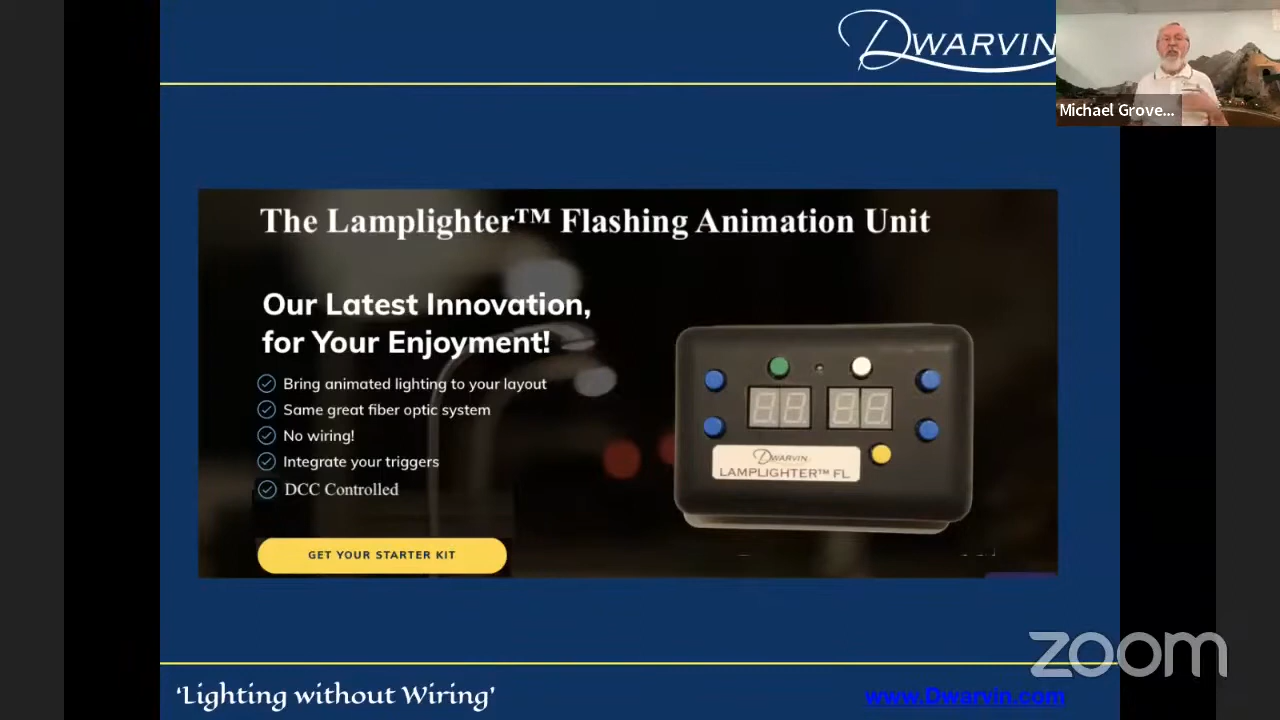 DWARVIN
Michael Grove...
The Lamplighter™ Flashing Animation Unit
Our Latest Innovation,
for Your Enjoyment!
Bring animated lighting to your layout
Same great fiber optic system
No wiring!
Integrate your triggers
DCC Controlled
DWARVIN
LAMPLIGHTER™ FL
GET YOUR STARTER KIT
zoom
'Lighting without Wiring'
www.Dwarvin.com